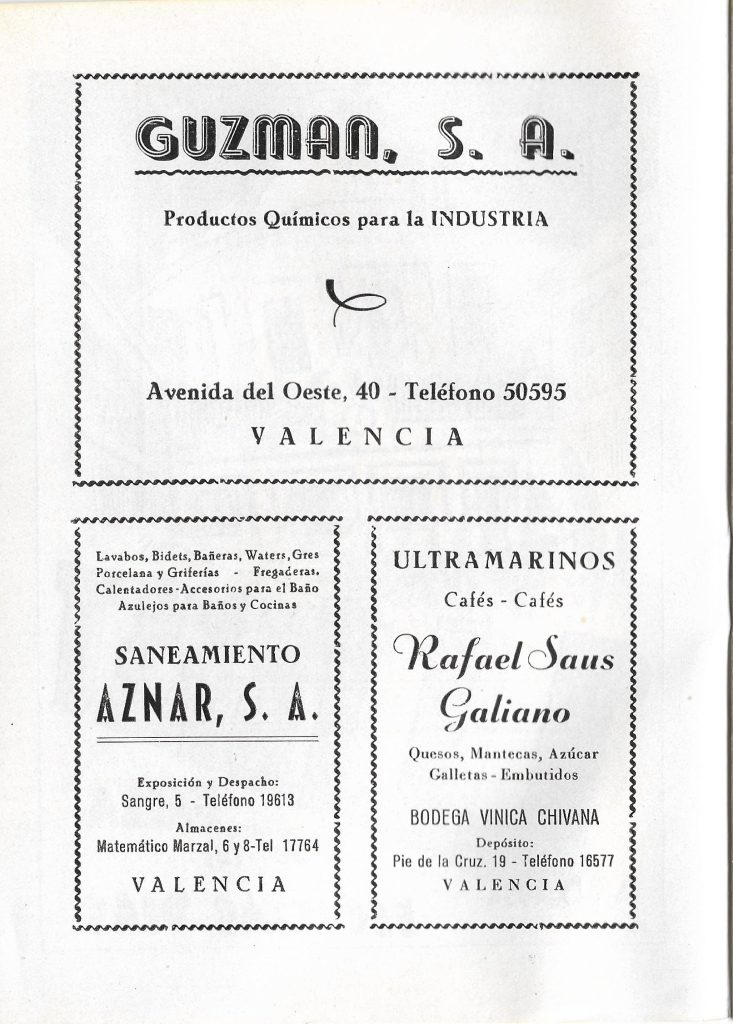 GUZMAN, S. A.
Productos Químicos para la INDUSTRIA
Avenida del Oeste, 40 - Teléfono 50595
VALENCIA
Lavabos, Bidets, Bañeras, Waters, Gres
Porcelana y Griferías - Fregaderas.
Calentadores-Accesorios para el Baño
Azulejos para Baños y Cocinas
SANEAMIENTO
AZNAR, S. A.
Exposición y Despacho:
Sangre, 5 - Teléfono 19613
Almacenes:
Matemático Marzal, 6 y 8-Tel 17764
VALENCIA
ULTRAMARINOS
Cafés - Cafés
Rafael Saus
Galiano
Quesos, Mantecas, Azúcar
Galletas - Embutidos
BODEGA VINICA CHIVANA
Depósito:
Pie de la Cruz. 19 - Teléfono 16577
VALENCIA